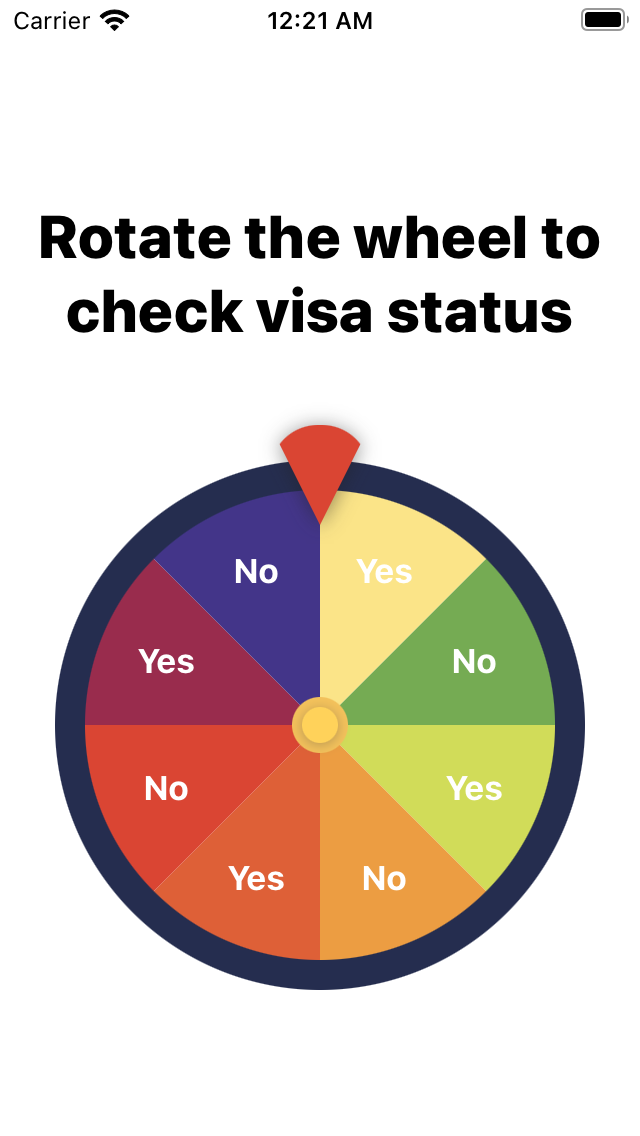 Carrier 12:21 AM
Rotate the wheel to
check visa status
No Yes
Yes No
No Yes
Yes No